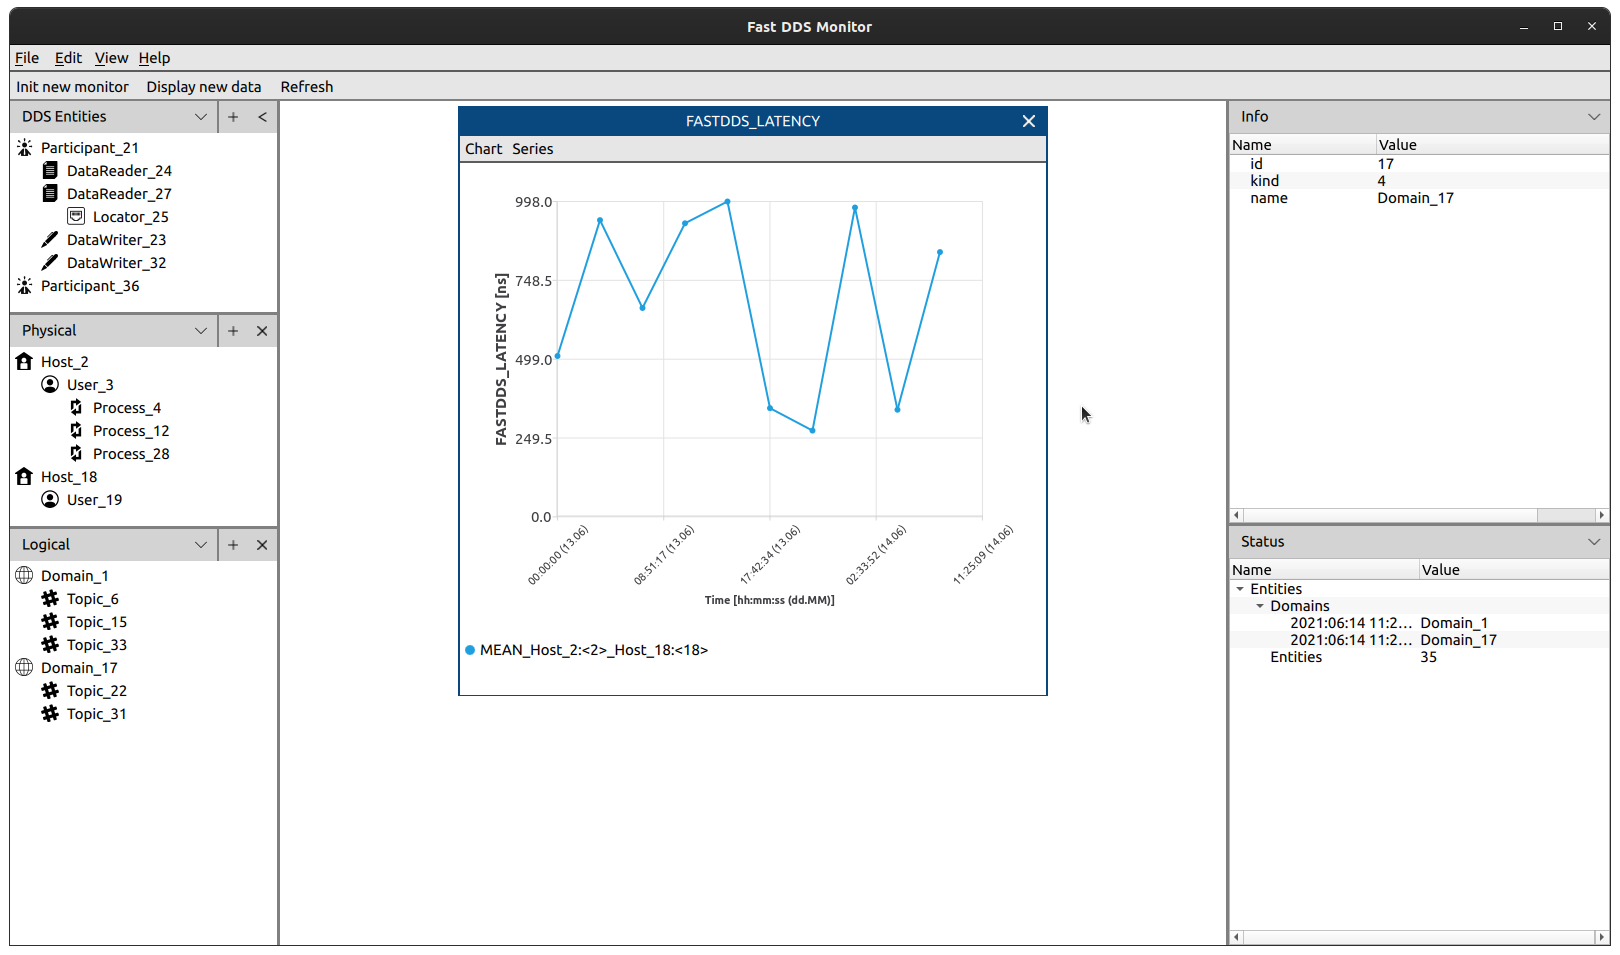 Fast DDS Monitor
File Edit View Help
Init new monitor Display new data Refresh
DDS Entities
Participant_21
DataReader_24
DataReader_27
Locator_25
DataWriter_23
DataWriter_32
Participant_36
Physical
Host_2
User_3
Process_4
Process_12
Process_28
Host_18
User_19
Logical
Domain_1
Topic_6
Topic_15
Topic_33
Domain_17
Topic_22
Topic_31
FASTDDS_LATENCY
Chart Series
FASTDDS_LATENCY [ns]
998.0
748.5
499.0
249.5
0.0
00:00:00 (13.06)
08:51:17 (13.06)
17:42:34 (13.06)
02:33:52 (14.06)
11:25:09 (14.06)
Time [hh:mm:ss (dd.MM)]
MEAN_Host_2:<2>_Host_18:<18>
Info
Name Value
id 17
kind 4
name Domain_17
Status
Name Value
Entities
Domains
2021:06:14 11:2... Domain_1
2021:06:14 11:2... Domain_17
Entities 35